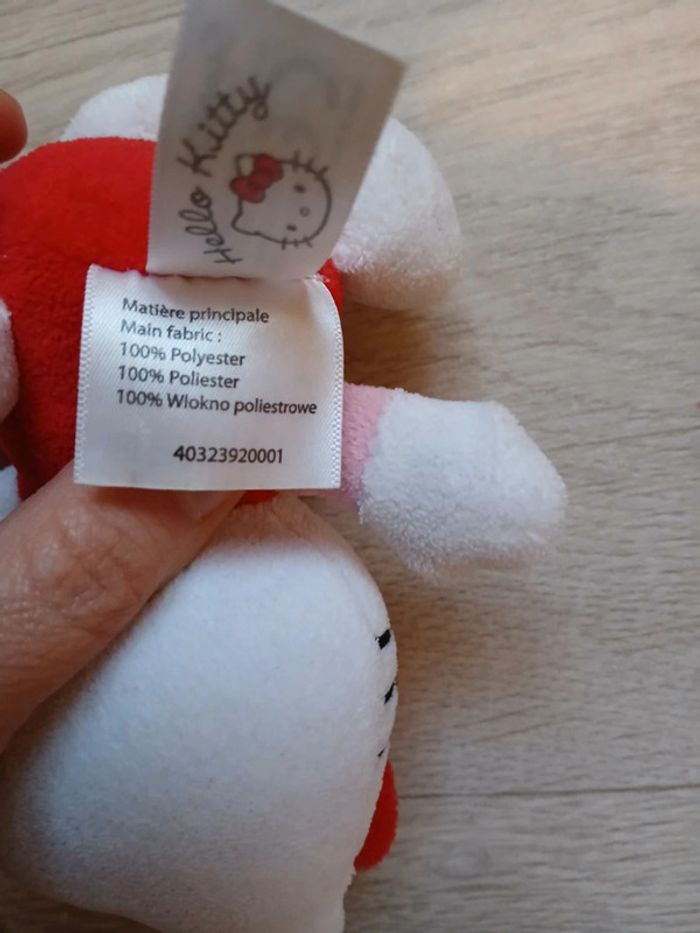 Hello Kitty
Matière principale
Main fabric :
100% Polyester
100% Poliester
100% Wlokno poliestrowe
40323920001